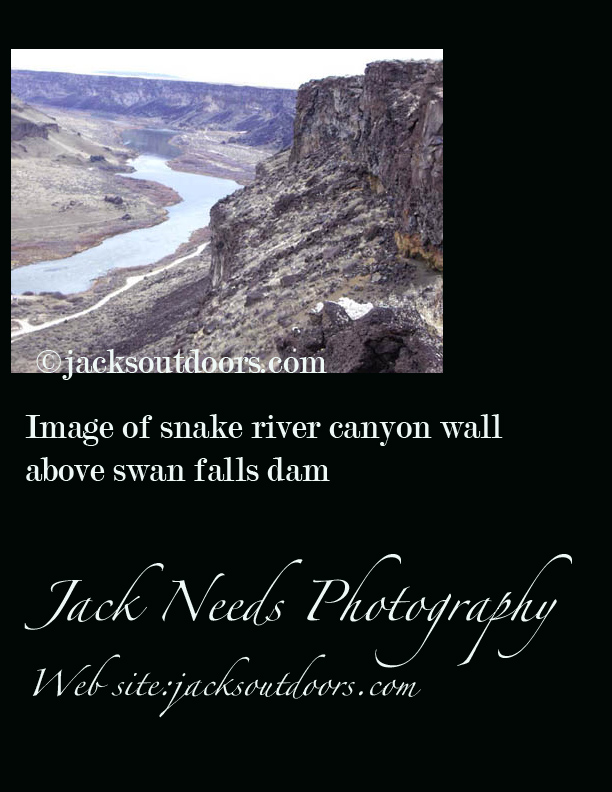 ©jacksoutdoors.com
Image of snake river canyon wall
above swan falls dam
Jack Needs Photography
Web site:jacksoutdoors.com